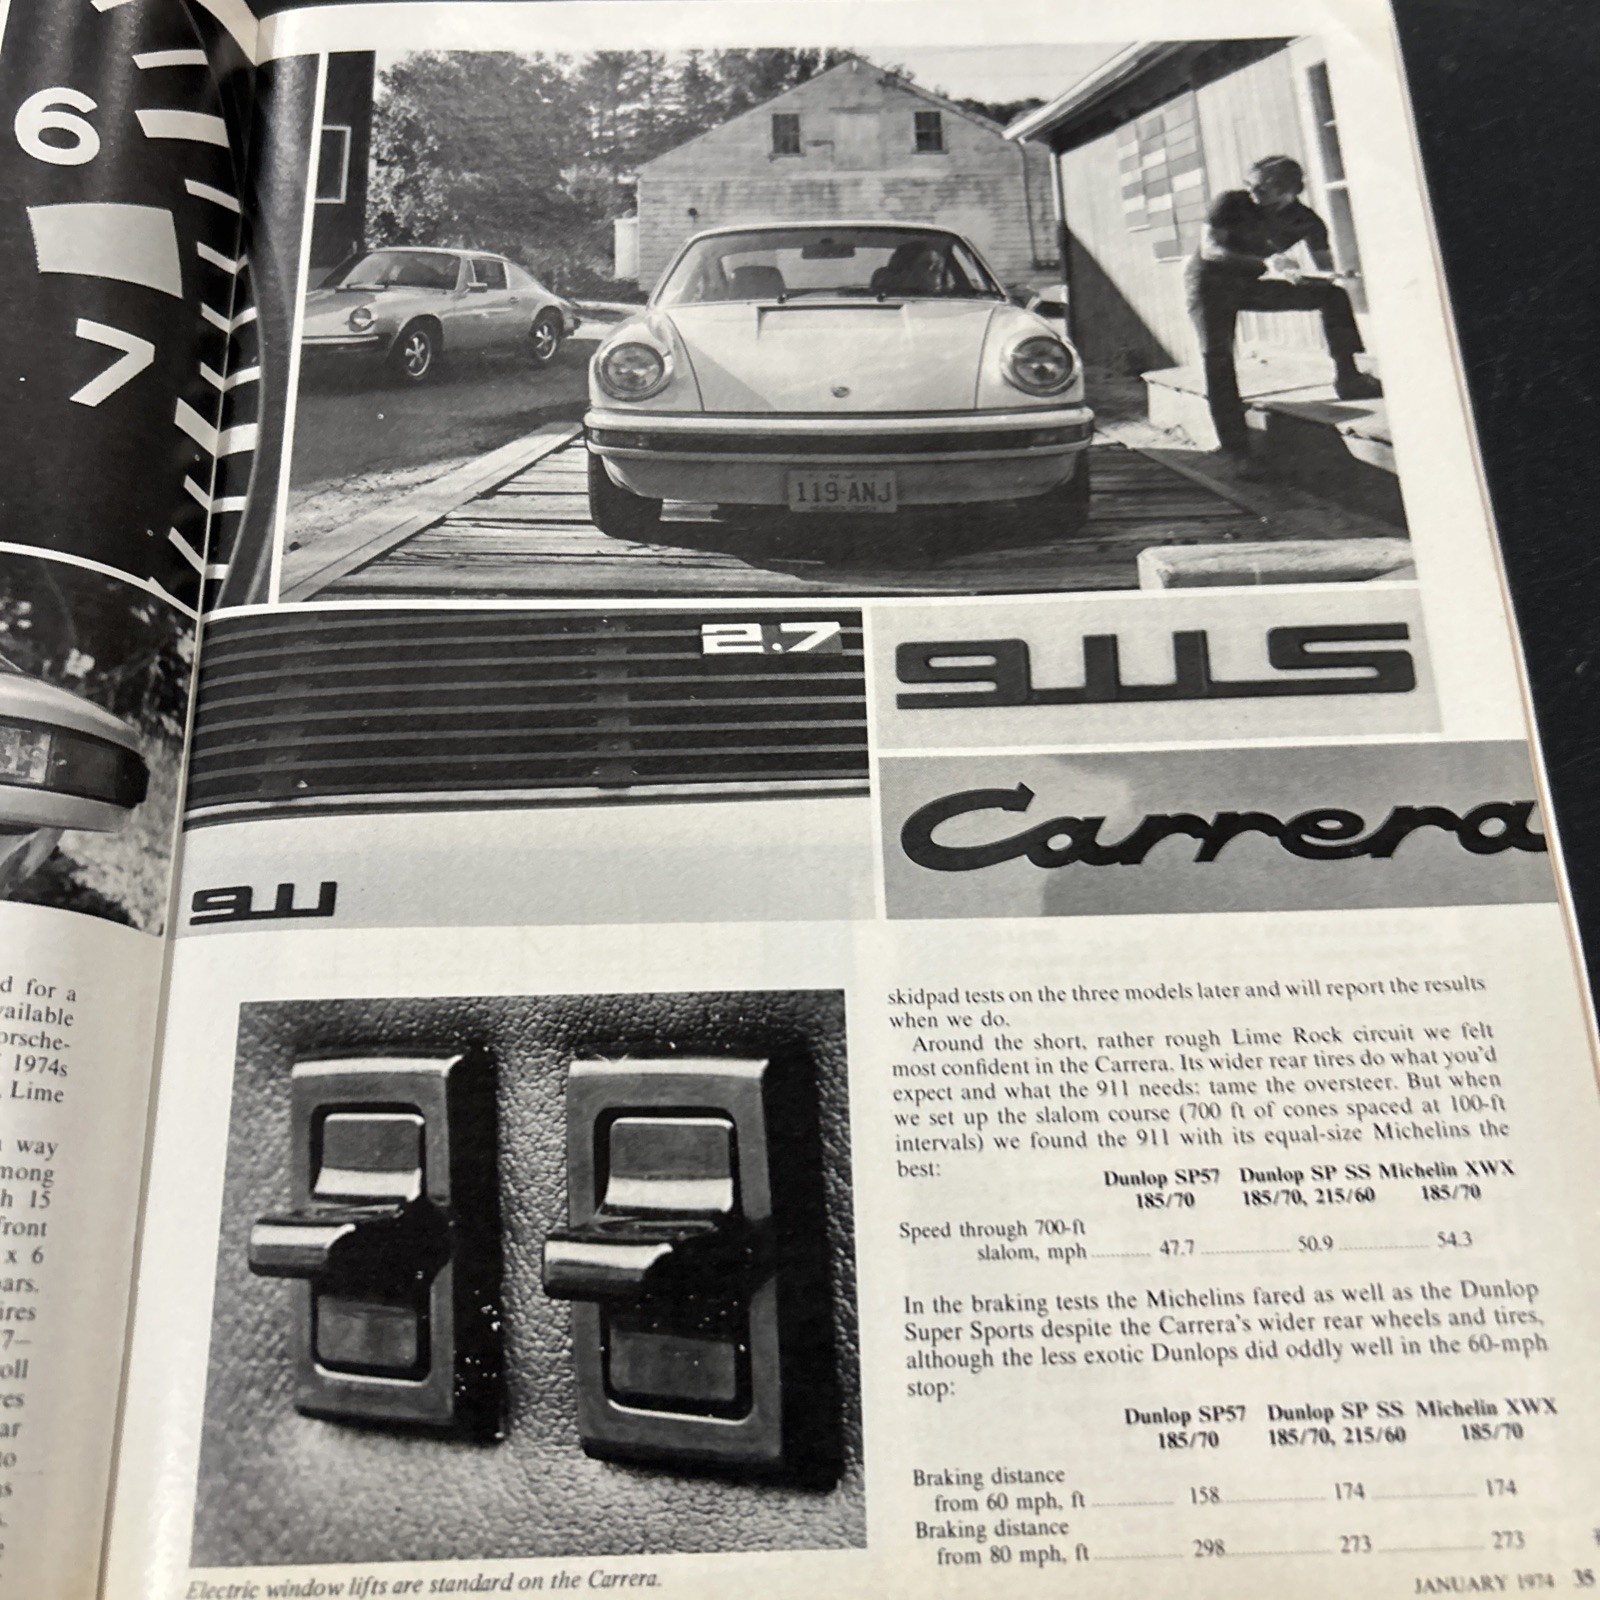 6
7
119·ANJ
2.7
911S
Carrera
911
d for a
vailable
orsche-
1974s
, Lime
way
mong
h 15
front
x 6
ars.
ires
7—
oll
res
ar
to
s
Electric window lifts are standard on the Carrera.
skidpad tests on the three models later and will report the results
when we do.
Around the short, rather rough Lime Rock circuit we felt
most confident in the Carrera. Its wider rear tires do what you'd
expect and what the 911 needs: tame the oversteer. But when
we set up the slalom course (700 ft of cones spaced at 100-ft
intervals) we found the 911 with its equal-size Michelins the
best:
Dunlop SP57 Dunlop SP SS Michelin XWX
185/70 185/70, 215/60 185/70
Speed through 700-ft
slalom, mph 47.7 50.9 54.3
In the braking tests the Michelins fared as well as the Dunlop
Super Sports despite the Carrera's wider rear wheels and tires,
although the less exotic Dunlops did oddly well in the 60-mph
stop:
Dunlop SP57 Dunlop SP SS Michelin XWX
185/70 185/70, 215/60 185/70
Braking distance
from 60 mph, ft 158 174 174
Braking distance
from 80 mph, ft 298 273 273
JANUARY 1974 35